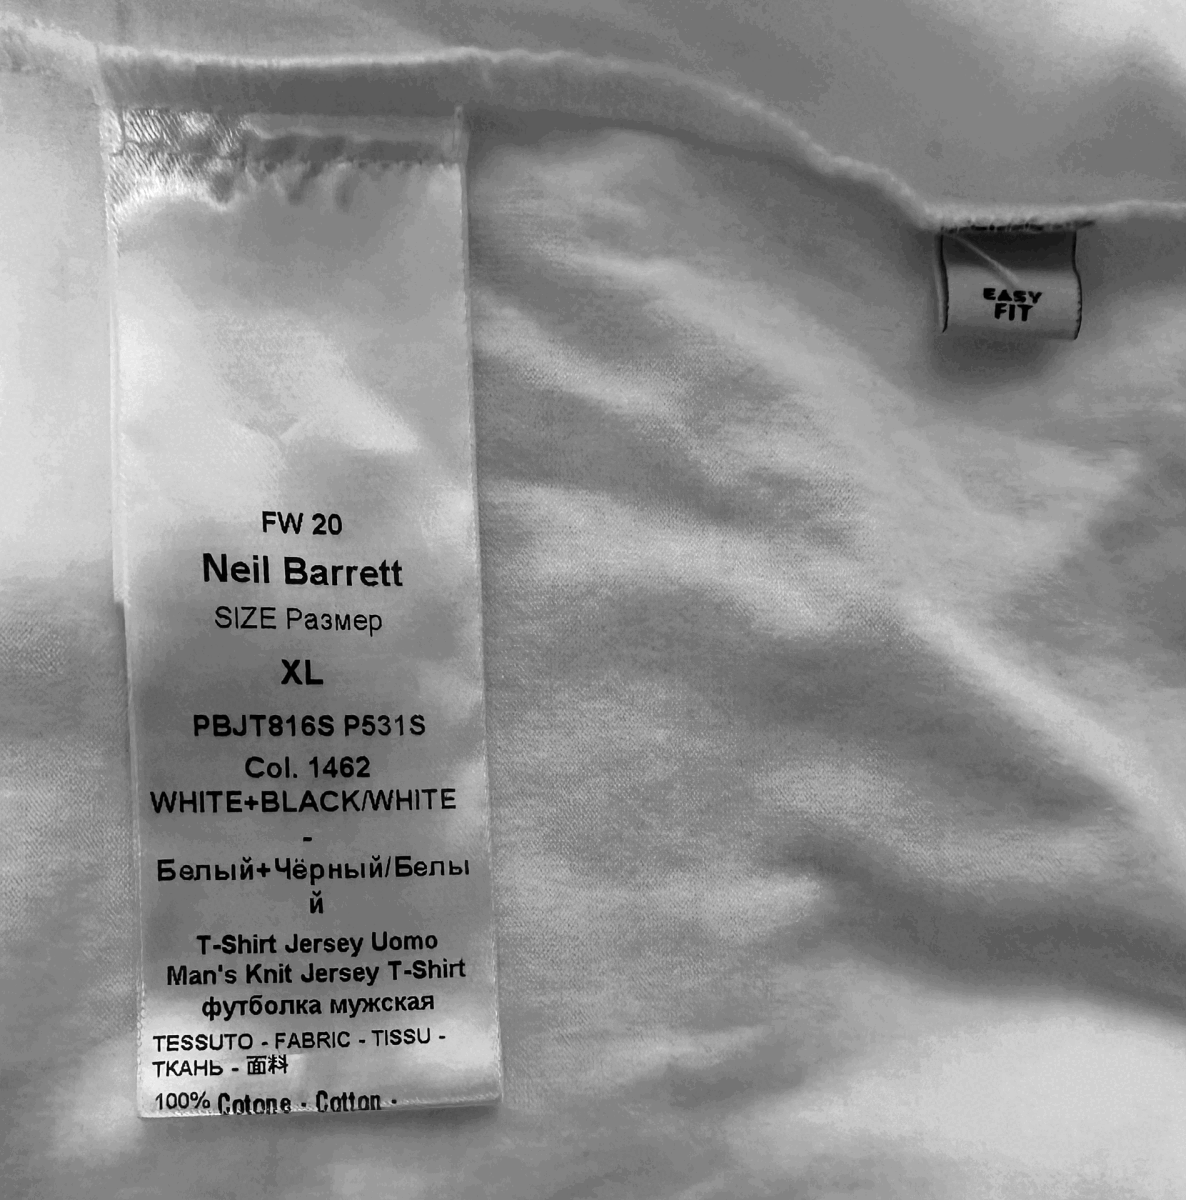 FW 20
Neil Barrett
SIZE Размер
XL
PBJT816S P531S
Col. 1462
WHITE+BLACK/WHITE
-
Белый+Чёрный/Белы
й
T-Shirt Jersey Uomo
Man's Knit Jersey T-Shirt
футболка мужская
TESSUTO - FABRIC - TISSU -
ТКАНЬ - 面料
100% Cotone - Cotton -
EASY
FIT